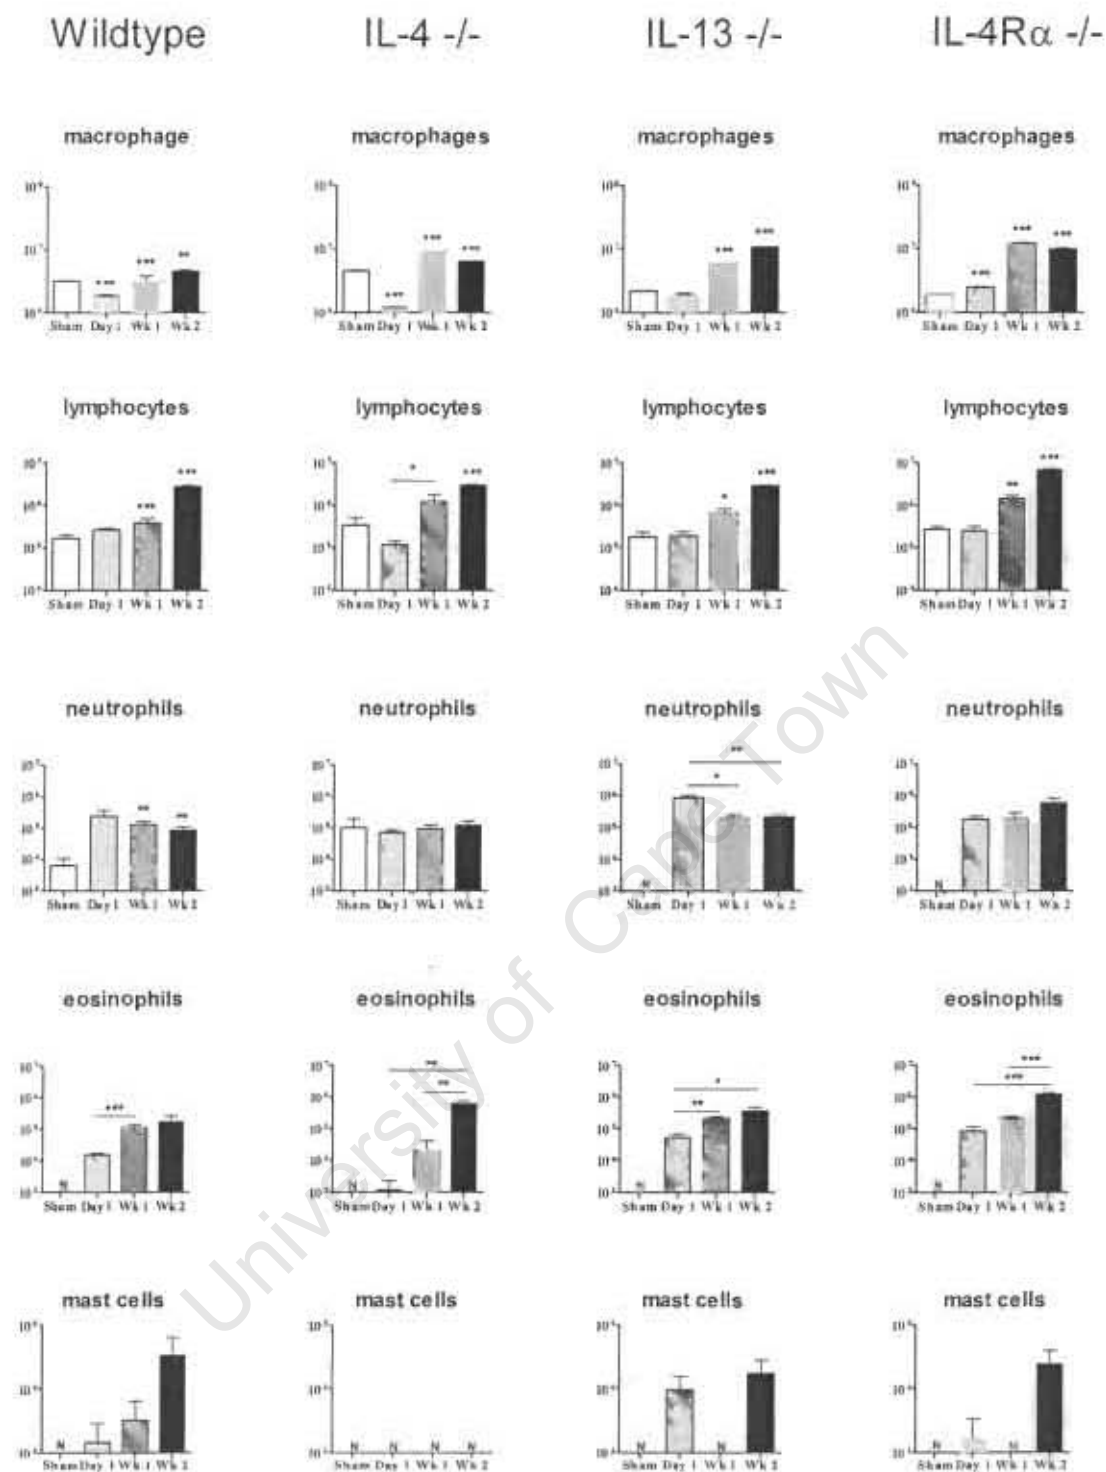 Wildtype IL-4 -/- IL-13 -/- IL-4Rα -/-
macrophage macrophages macrophages macrophages
*** *** ** *** *** *** *** *** *** *** ***
Sham Day 1 Wk 1 Wk 2 Sham Day 1 Wk 1 Wk 2 Sham Day 1 Wk 1 Wk 2 Sham Day 1 Wk 1 Wk 2
lymphocytes lymphocytes lymphocytes lymphocytes
*** *** * *** * *** ** ***
Sham Day 1 Wk 1 Wk 2 Sham Day 1 Wk 1 Wk 2 Sham Day 1 Wk 1 Wk 2 Sham Day 1 Wk 1 Wk 2
neutrophils neutrophils neutrophils neutrophils
** ** ** *
N N
Sham Day 1 Wk 1 Wk 2 Sham Day 1 Wk 1 Wk 2 Sham Day 1 Wk 1 Wk 2 Sham Day 1 Wk 1 Wk 2
eosinophils eosinophils eosinophils eosinophils
*** ** ** * ** *** ***
N N N N
Sham Day 1 Wk 1 Wk 2 Sham Day 1 Wk 1 Wk 2 Sham Day 1 Wk 1 Wk 2 Sham Day 1 Wk 1 Wk 2
mast cells mast cells mast cells mast cells
N N N N N N N N N
Sham Day 1 Wk 1 Wk 2 Sham Day 1 Wk 1 Wk 2 Sham Day 1 Wk 1 Wk 2 Sham Day 1 Wk 1 Wk 2
University of Cape Town